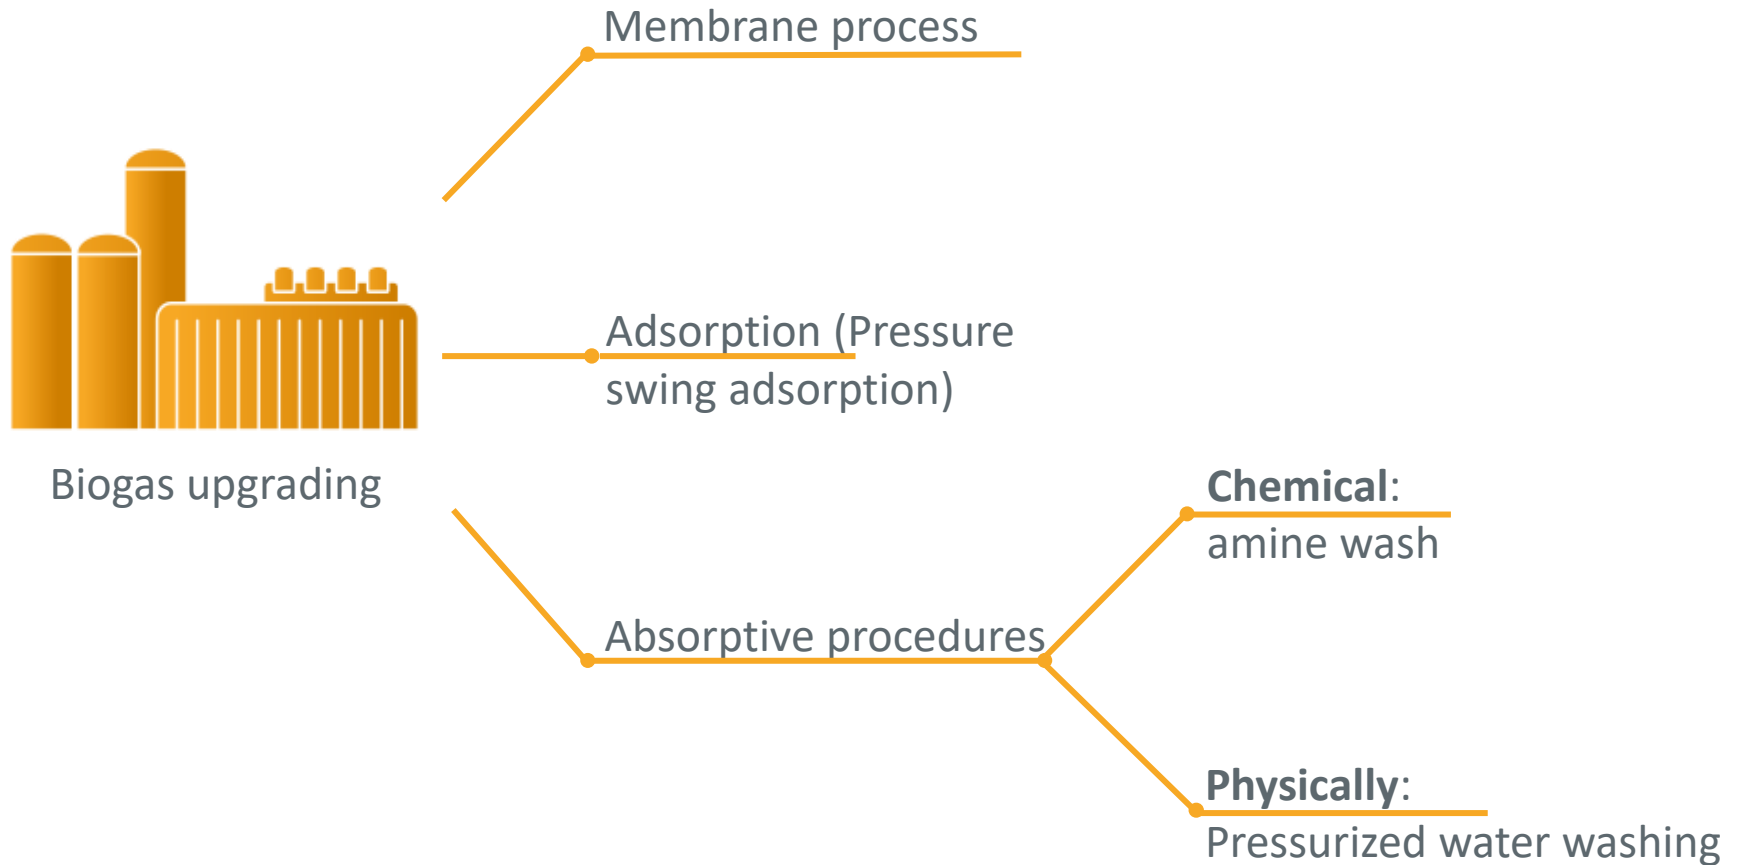 Membrane process
Adsorption (Pressure
swing adsorption)
Biogas upgrading
Chemical:
amine wash
Absorptive procedures
Physically:
Pressurized water washing